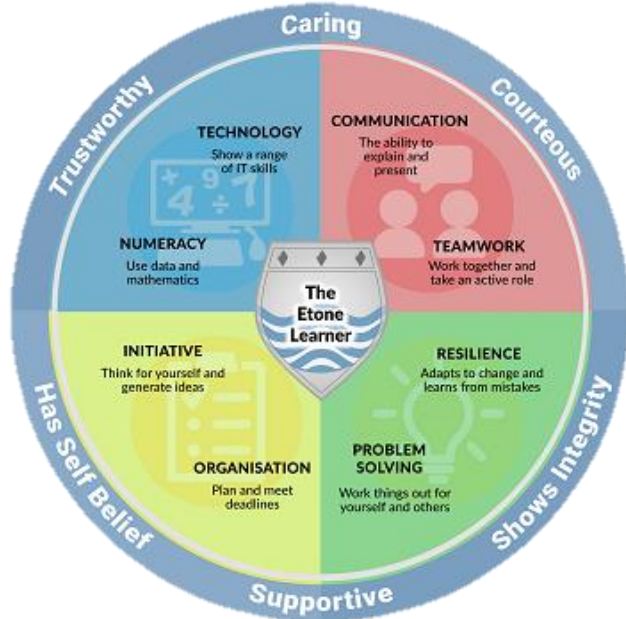 Caring
Trustworthy
Courteous
TECHNOLOGY
Show a range
of IT skills
COMMUNICATION
The ability to
explain and
present
4 9 7
NUMERACY
Use data and
mathematics
TEAMWORK
Work together and
take an active role
The
Etone
Learner
INITIATIVE
Think for yourself and
generate ideas
RESILIENCE
Adapts to change and
learns from mistakes
ORGANISATION
Plan and meet
deadlines
PROBLEM
SOLVING
Work things out for
yourself and others
Has Self Belief
Shows Integrity
Supportive